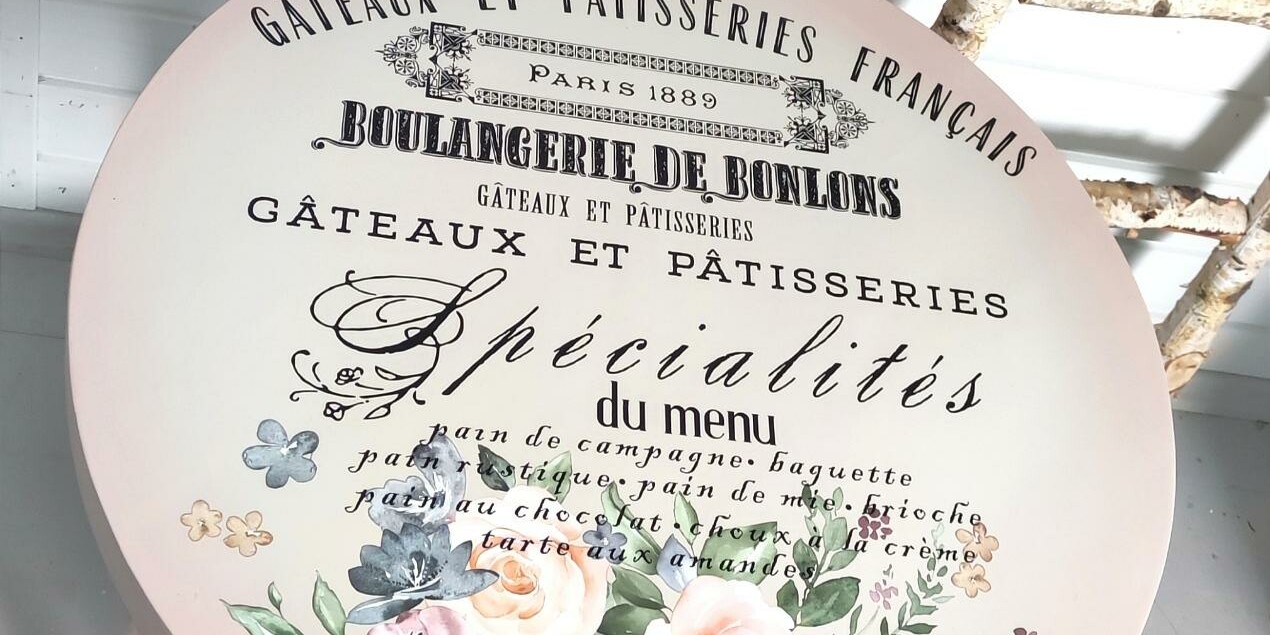 GÂTEAUX ET PÂTISSERIES FRANÇAIS
PARIS 1889
BOULANGERIE DE BONLONS
GÂTEAUX ET PÂTISSERIES
GÂTEAUX ET PÂTISSERIES
Spécialités
du menu
pain de campagne• baguette
pain rustique• pain de mie• brioche
pain au chocolat • choux à la crème
tarte aux amandes